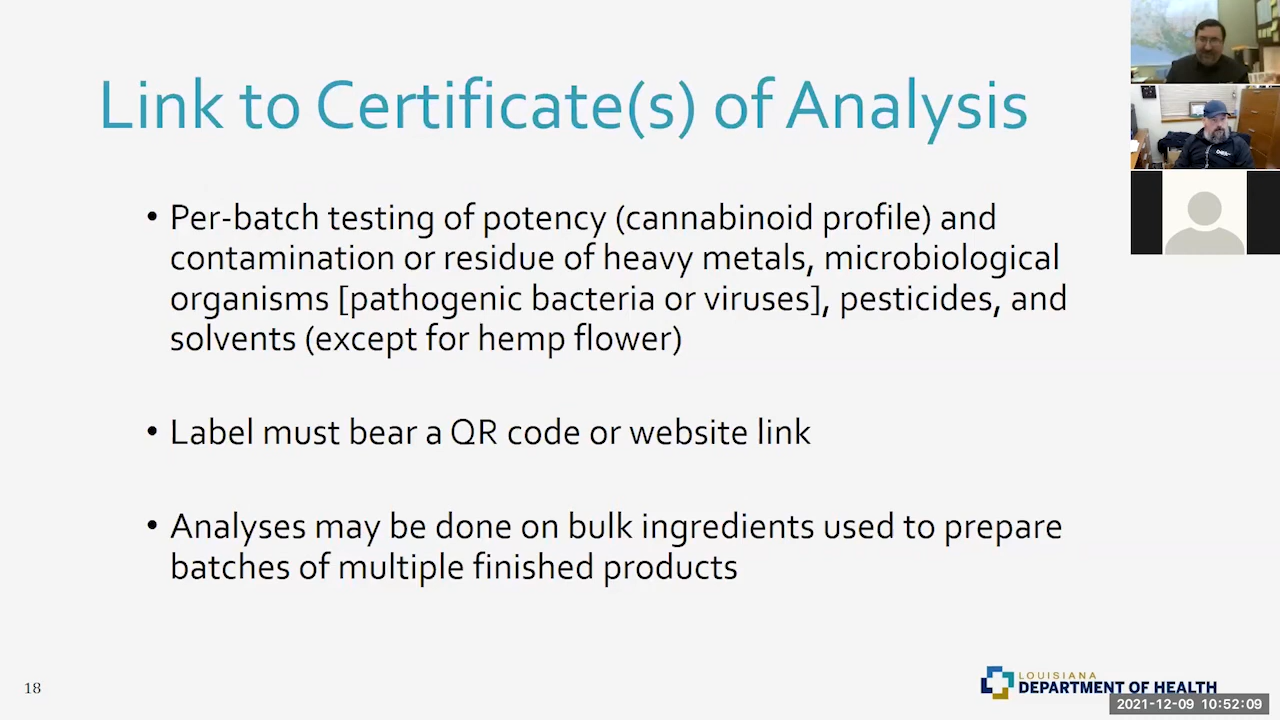 Link to Certificate(s) of Analysis
• Per-batch testing of potency (cannabinoid profile) and
contamination or residue of heavy metals, microbiological
organisms [pathogenic bacteria or viruses], pesticides, and
solvents (except for hemp flower)
• Label must bear a QR code or website link
• Analyses may be done on bulk ingredients used to prepare
batches of multiple finished products
18
LOUISIANA
DEPARTMENT OF HEALTH
2021-12-09 10:52:09